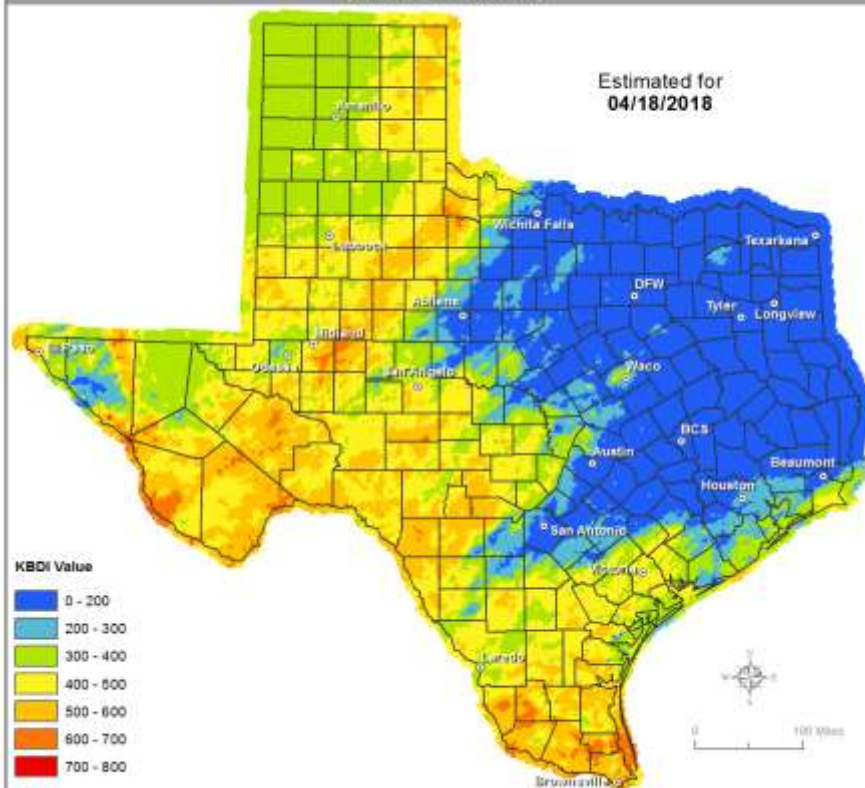 Estimated for
04/18/2018
Amarillo
Wichita Falls
Texarkana
Lubbock
DFW
Abilene
Tyler
Longview
Midland
El Paso
Odessa
San Angelo
Waco
BCS
Austin
Beaumont
Houston
San Antonio
Victoria
Laredo
Brownsville
KBDI Value
0 - 200
200 - 300
300 - 400
400 - 500
500 - 600
600 - 700
700 - 800
0 100 Miles